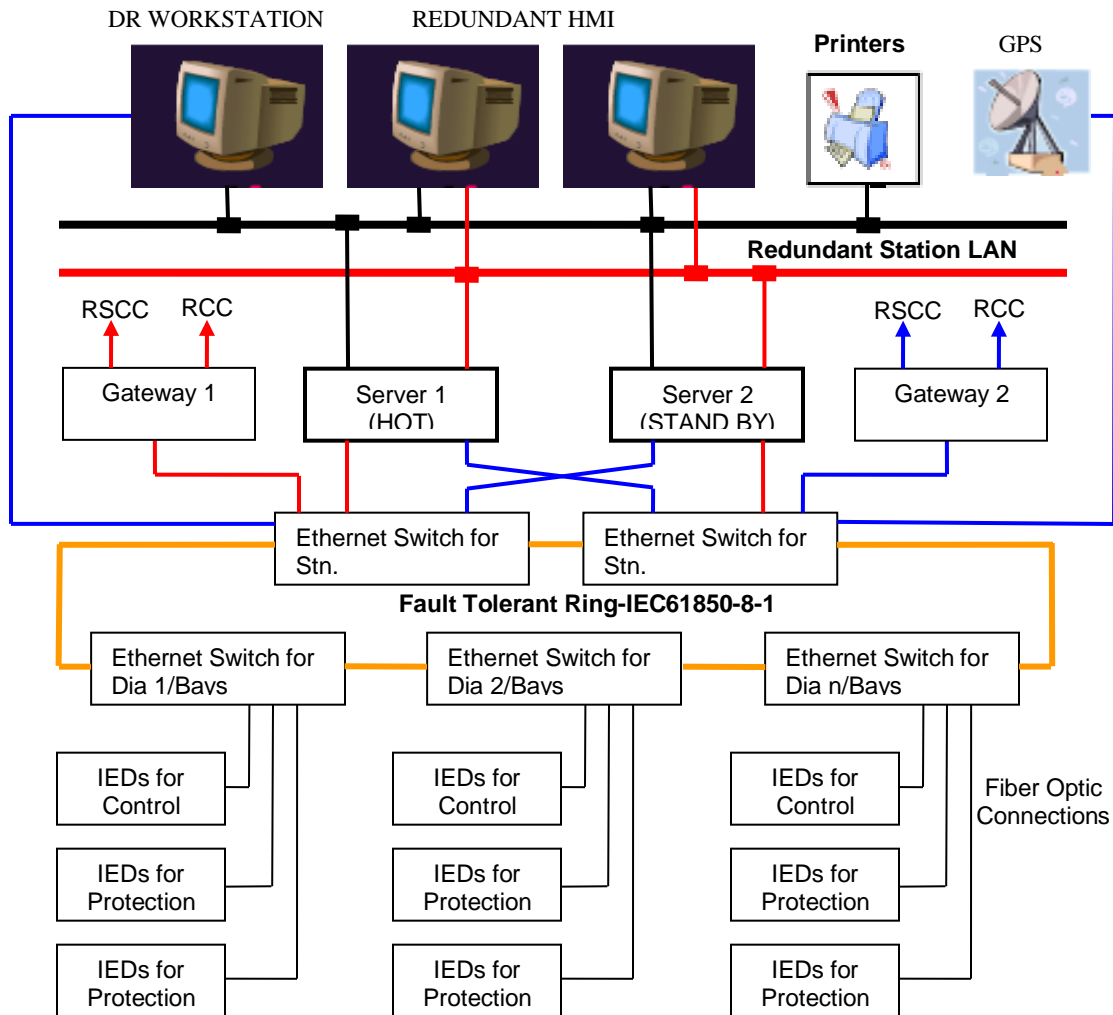 DR WORKSTATION
REDUNDANT HMI
Printers
GPS
Redundant Station LAN
RSCC
RCC
RSCC
RCC
Gateway 1
Server 1
(HOT)
Server 2
(STAND BY)
Gateway 2
Ethernet Switch for
Stn.
Ethernet Switch for
Stn.
Fault Tolerant Ring-IEC61850-8-1
Ethernet Switch for
Dia 1/Bays
Ethernet Switch for
Dia 2/Bays
Ethernet Switch for
Dia n/Bays
IEDs for
Control
IEDs for
Control
IEDs for
Control
Fiber Optic
Connections
IEDs for
Protection
IEDs for
Protection
IEDs for
Protection
IEDs for
Protection
IEDs for
Protection
IEDs for
Protection